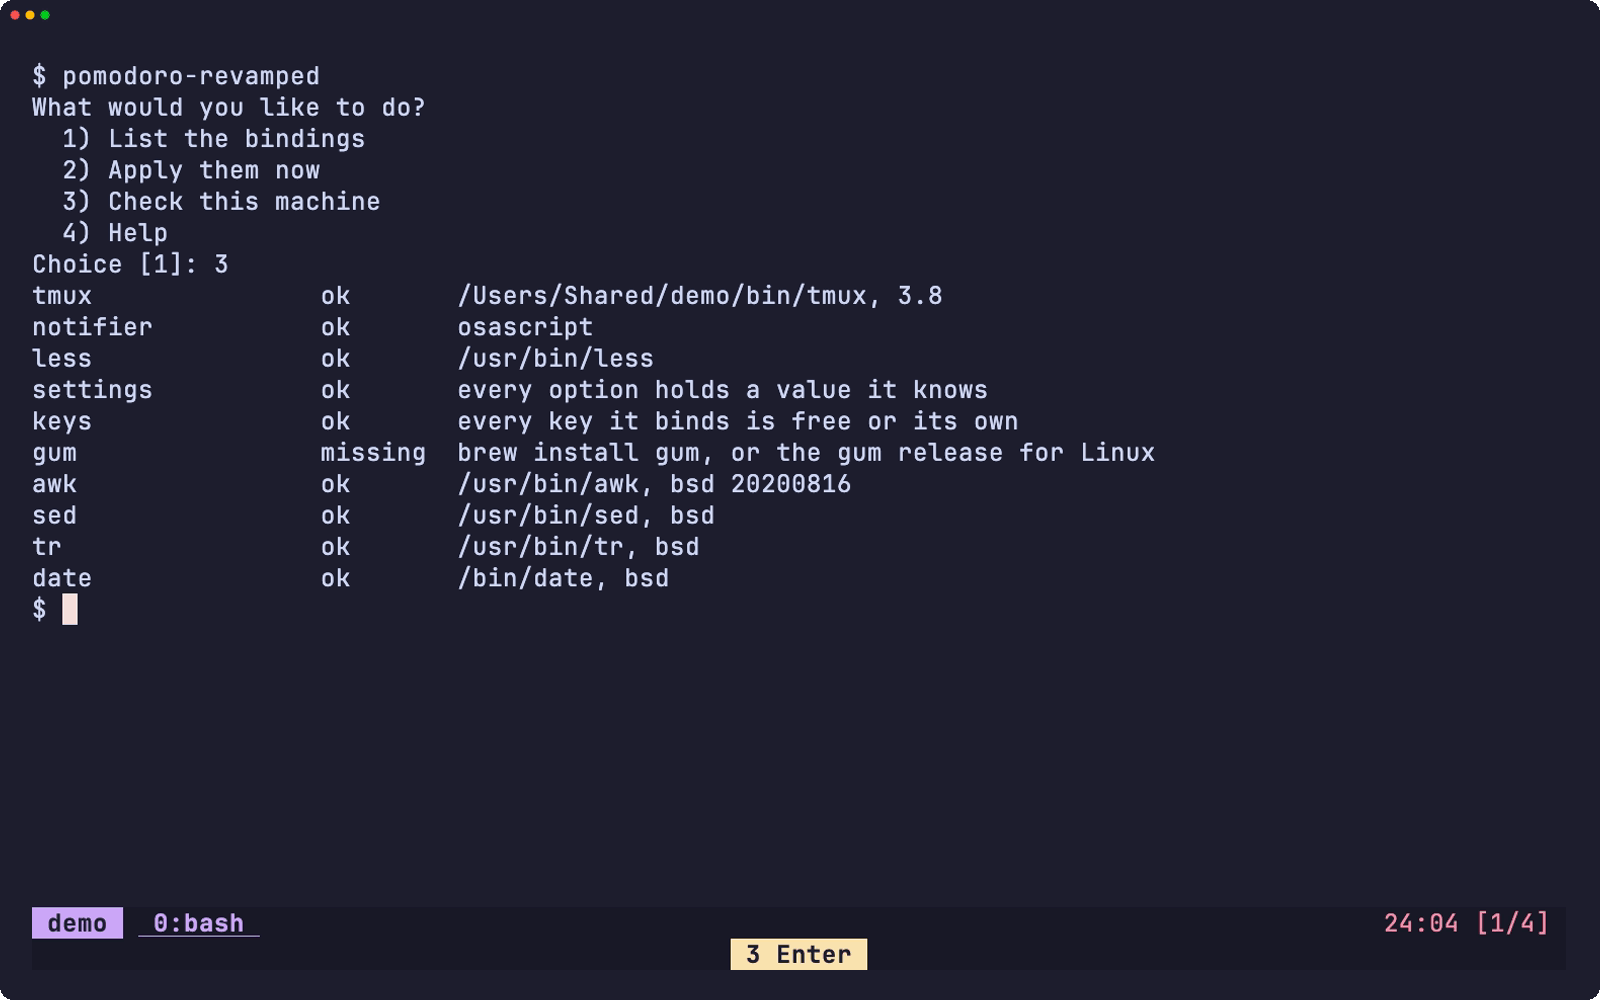 $ pomodoro-revamped
What would you like to do?
  1) List the bindings
  2) Apply them now
  3) Check this machine
  4) Help
Choice [1]: 3
tmux               ok       /Users/Shared/demo/bin/tmux, 3.8
notifier           ok       osascript
less               ok       /usr/bin/less
settings           ok       every option holds a value it knows
keys               ok       every key it binds is free or its own
gum                missing  brew install gum, or the gum release for Linux
awk                ok       /usr/bin/awk, bsd 20200816
sed                ok       /usr/bin/sed, bsd
tr                 ok       /usr/bin/tr, bsd
date               ok       /bin/date, bsd
$
demo 0:bash 24:04 [1/4]
3 Enter